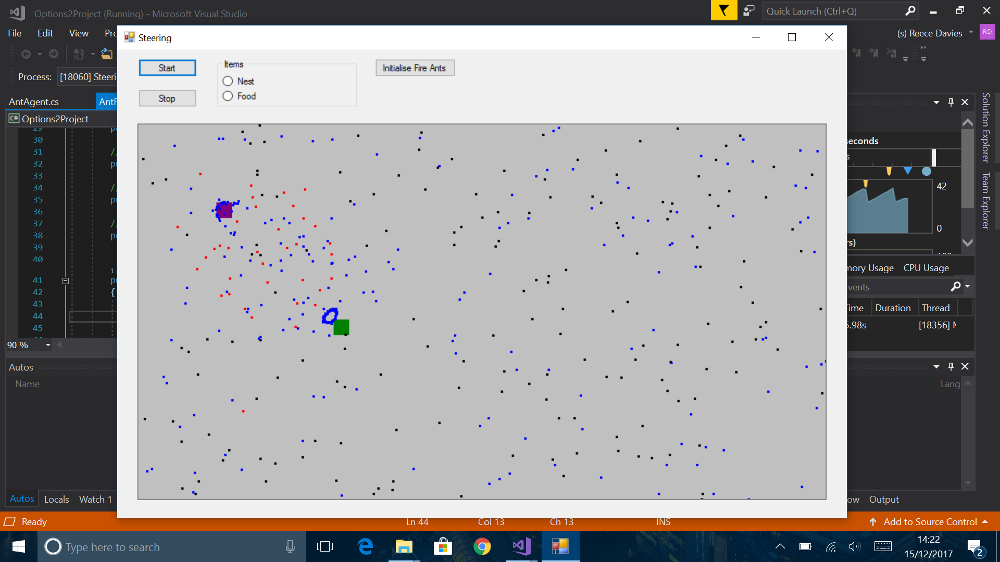 Options2Project (Running) - Microsoft Visual Studio
Quick Launch (Ctrl+Q)
File Edit View
(s) Reece Davies
RD
Steering
Start
Items
Nest
Food
Stop
Initialise Fire Ants
Process: [18060] Steeri
AntAgent.cs
Options2Project
29
30
31 //
32
33
34 //
35
36
37 //
38
39
40
1
41
42 {
43
44
45
90 %
Autos
Name
Autos Locals Watch 1
Solution Explorer
Team Explorer
econds
42
0
Memory Usage CPU Usage
vents
Time Duration Thread
5.98s [18356] M
Lang
ow Output
Ready
Ln 44 Col 13 Ch 13 INS
Add to Source Control
Type here to search
14:22
15/12/2017
2